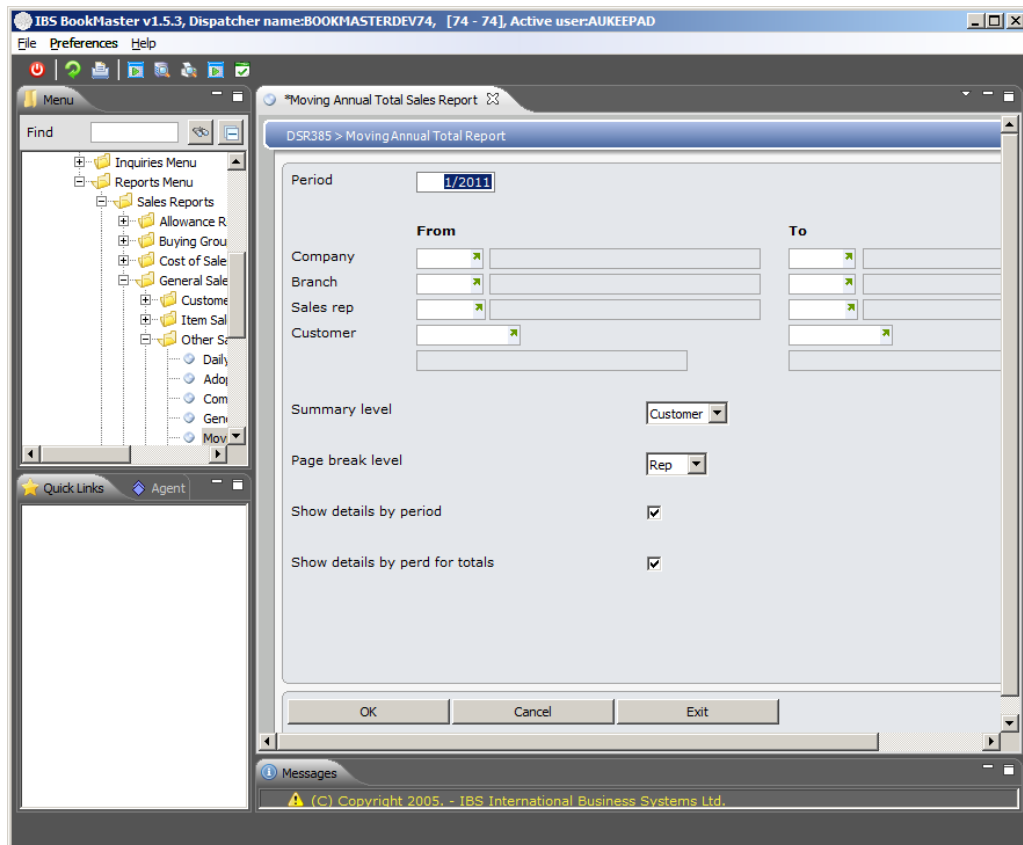 IBS BookMaster v1.5.3, Dispatcher name:BOOKMASTERDEV74, [74 - 74], Active user:AUKEEPAD
File Preferences Help
Menu
Find
Inquiries Menu
Reports Menu
Sales Reports
Allowance R
Buying Grou
Cost of Sale
General Sale
Custome
Item Sal
Other Sa
Daily
Adop
Com
Gene
Mov
Quick Links
Agent
*Moving Annual Total Sales Report
DSR385 > Moving Annual Total Report
Period 1/2011
From To
Company
Branch
Sales rep
Customer
Summary level Customer
Page break level Rep
Show details by period
Show details by perd for totals
OK Cancel Exit
Messages
(C) Copyright 2005. - IBS International Business Systems Ltd.